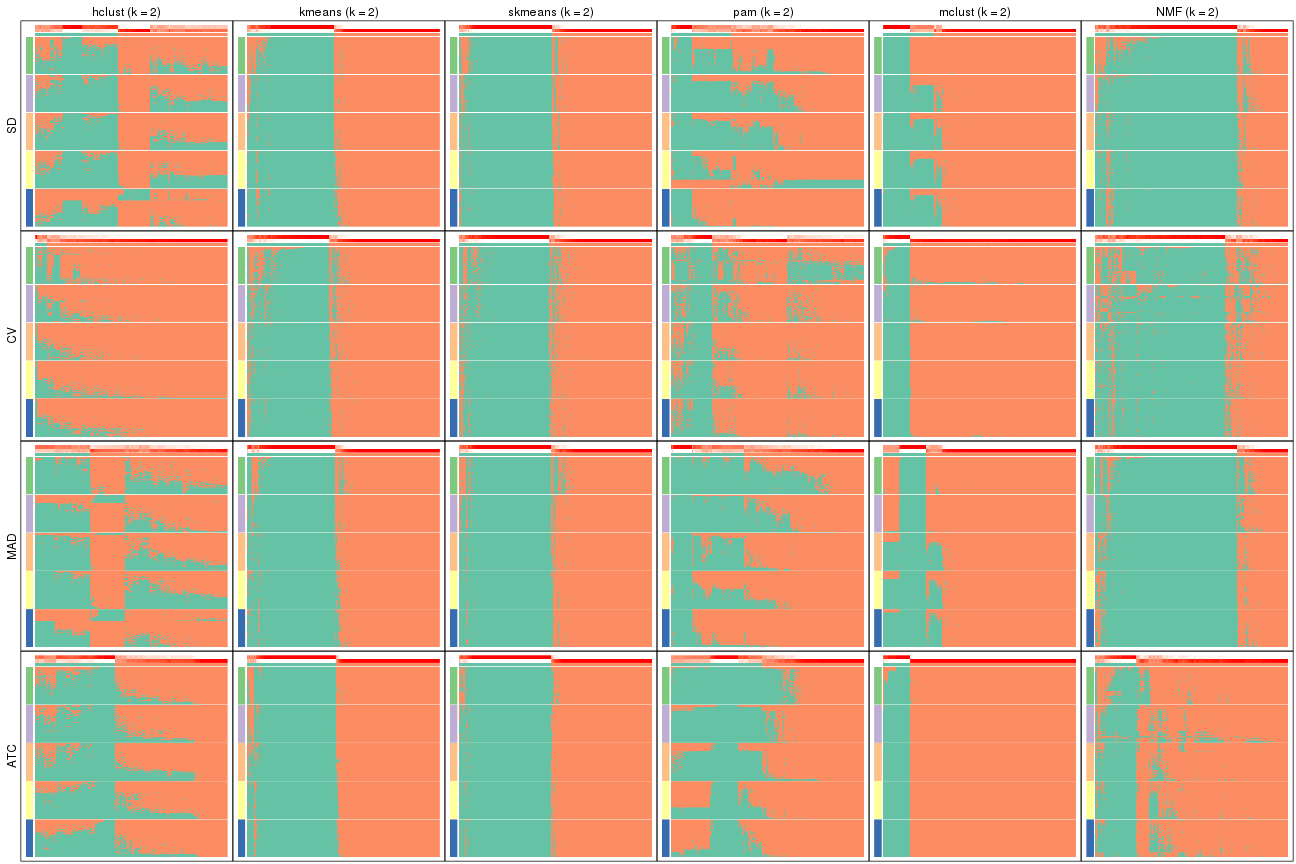 hclust (k = 2)
kmeans (k = 2)
skmeans (k = 2)
pam (k = 2)
mclust (k = 2)
NMF (k = 2)
SD
CV
MAD
ATC